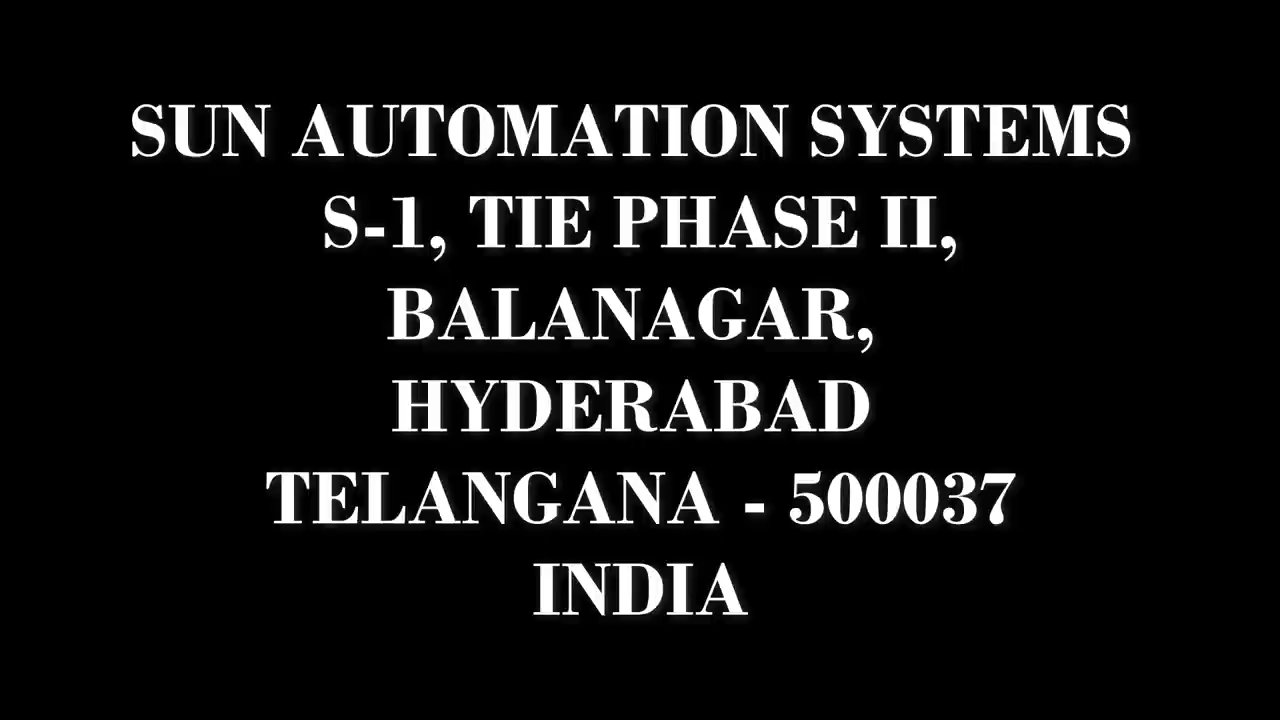 SUN AUTOMATION SYSTEMS
S-1, TIE PHASE II,
BALANAGAR,
HYDERABAD
TELANGANA - 500037
INDIA